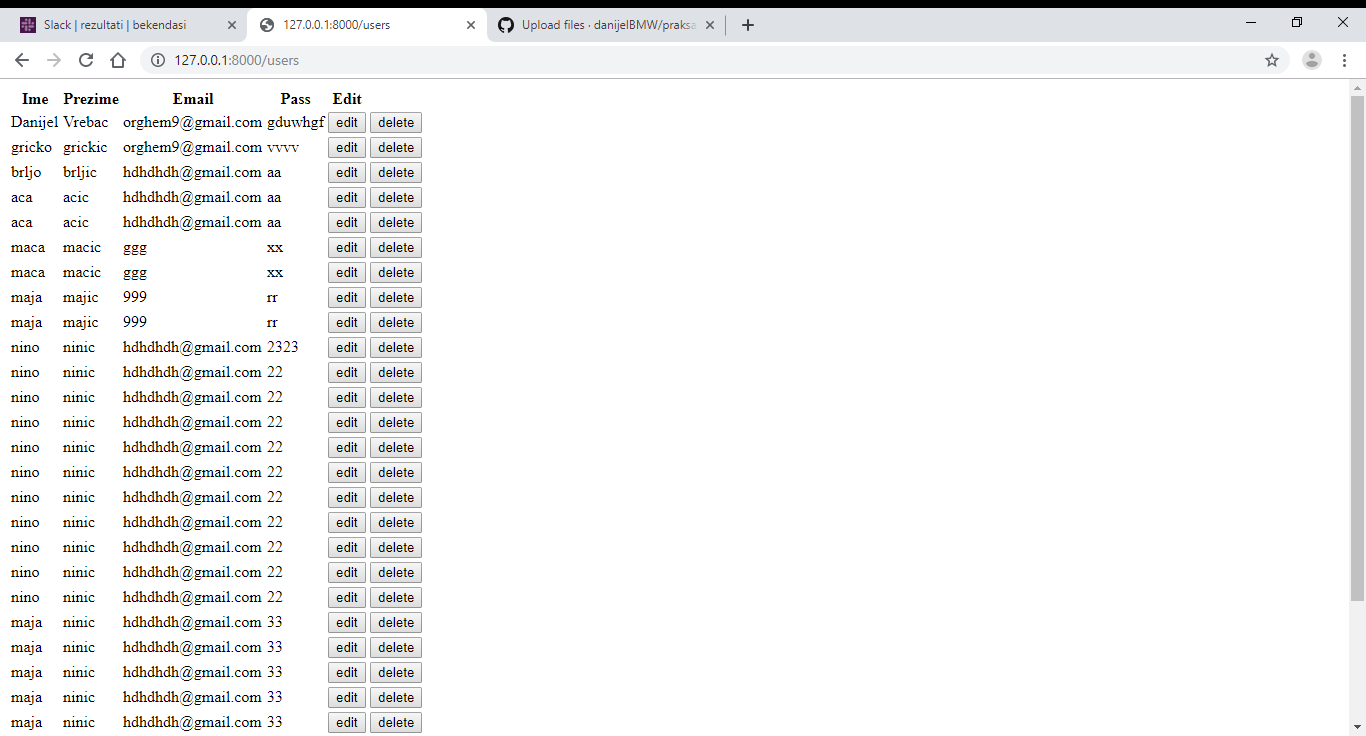 Slack | rezultati | bekendasi
127.0.0.1:8000/users
Upload files · danijelBMW/praksa
127.0.0.1:8000/users
Ime Prezime Email Pass Edit
Danijel Vrebac orghem9@gmail.com gduwhgf edit delete
gricko grickic orghem9@gmail.com vvvv edit delete
brljo brljic hdhdhdh@gmail.com aa edit delete
aca acic hdhdhdh@gmail.com aa edit delete
aca acic hdhdhdh@gmail.com aa edit delete
maca macic ggg xx edit delete
maca macic ggg xx edit delete
maja majic 999 rr edit delete
maja majic 999 rr edit delete
nino ninic hdhdhdh@gmail.com 2323 edit delete
nino ninic hdhdhdh@gmail.com 22 edit delete
nino ninic hdhdhdh@gmail.com 22 edit delete
nino ninic hdhdhdh@gmail.com 22 edit delete
nino ninic hdhdhdh@gmail.com 22 edit delete
nino ninic hdhdhdh@gmail.com 22 edit delete
nino ninic hdhdhdh@gmail.com 22 edit delete
nino ninic hdhdhdh@gmail.com 22 edit delete
nino ninic hdhdhdh@gmail.com 22 edit delete
nino ninic hdhdhdh@gmail.com 22 edit delete
nino ninic hdhdhdh@gmail.com 22 edit delete
maja ninic hdhdhdh@gmail.com 33 edit delete
maja ninic hdhdhdh@gmail.com 33 edit delete
maja ninic hdhdhdh@gmail.com 33 edit delete
maja ninic hdhdhdh@gmail.com 33 edit delete
maja ninic hdhdhdh@gmail.com 33 edit delete